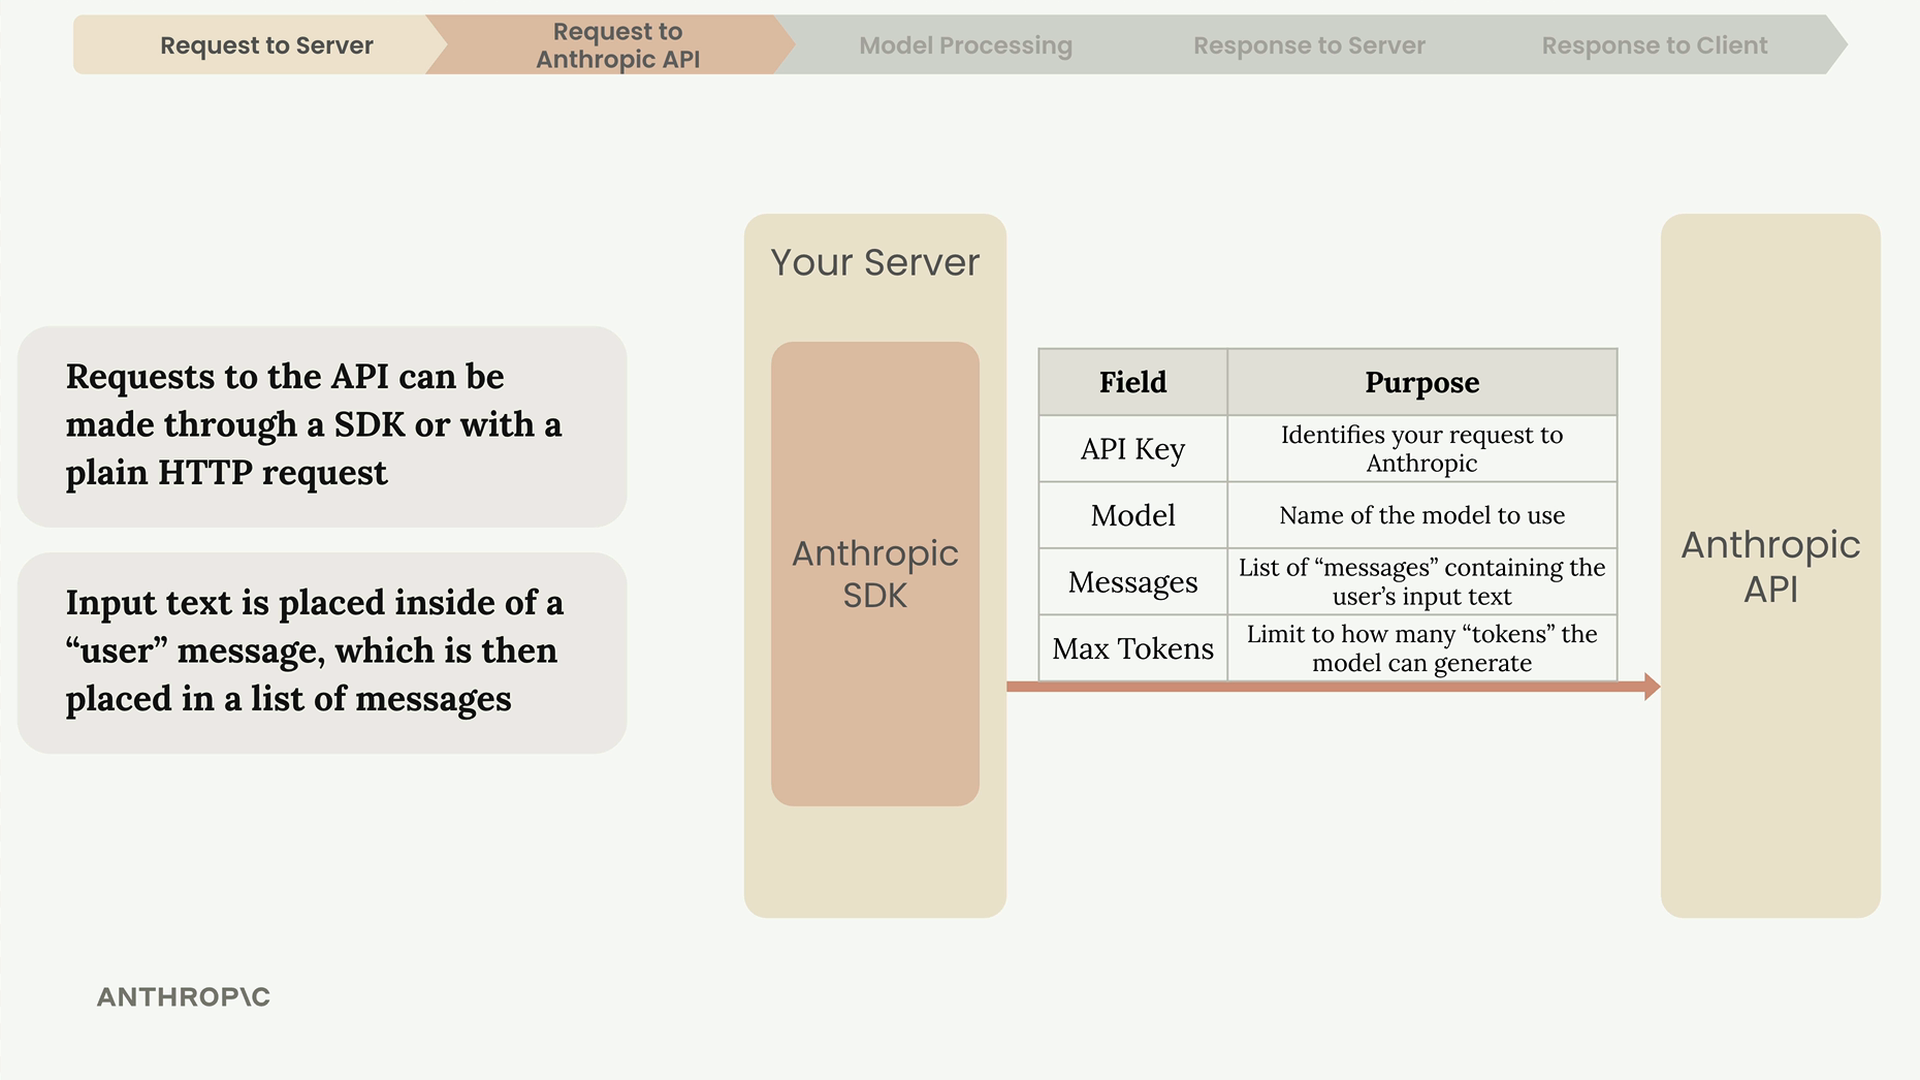 Request to Server
Request to
Anthropic API
Model Processing
Response to Server
Response to Client
Requests to the API can be
made through a SDK or with a
plain HTTP request
Input text is placed inside of a
“user” message, which is then
placed in a list of messages
Your Server
Anthropic
SDK
Field
Purpose
API Key
Identifies your request to
Anthropic
Model
Name of the model to use
Messages
List of “messages” containing the
user’s input text
Max Tokens
Limit to how many “tokens” the
model can generate
Anthropic
API
ANTHROP\C